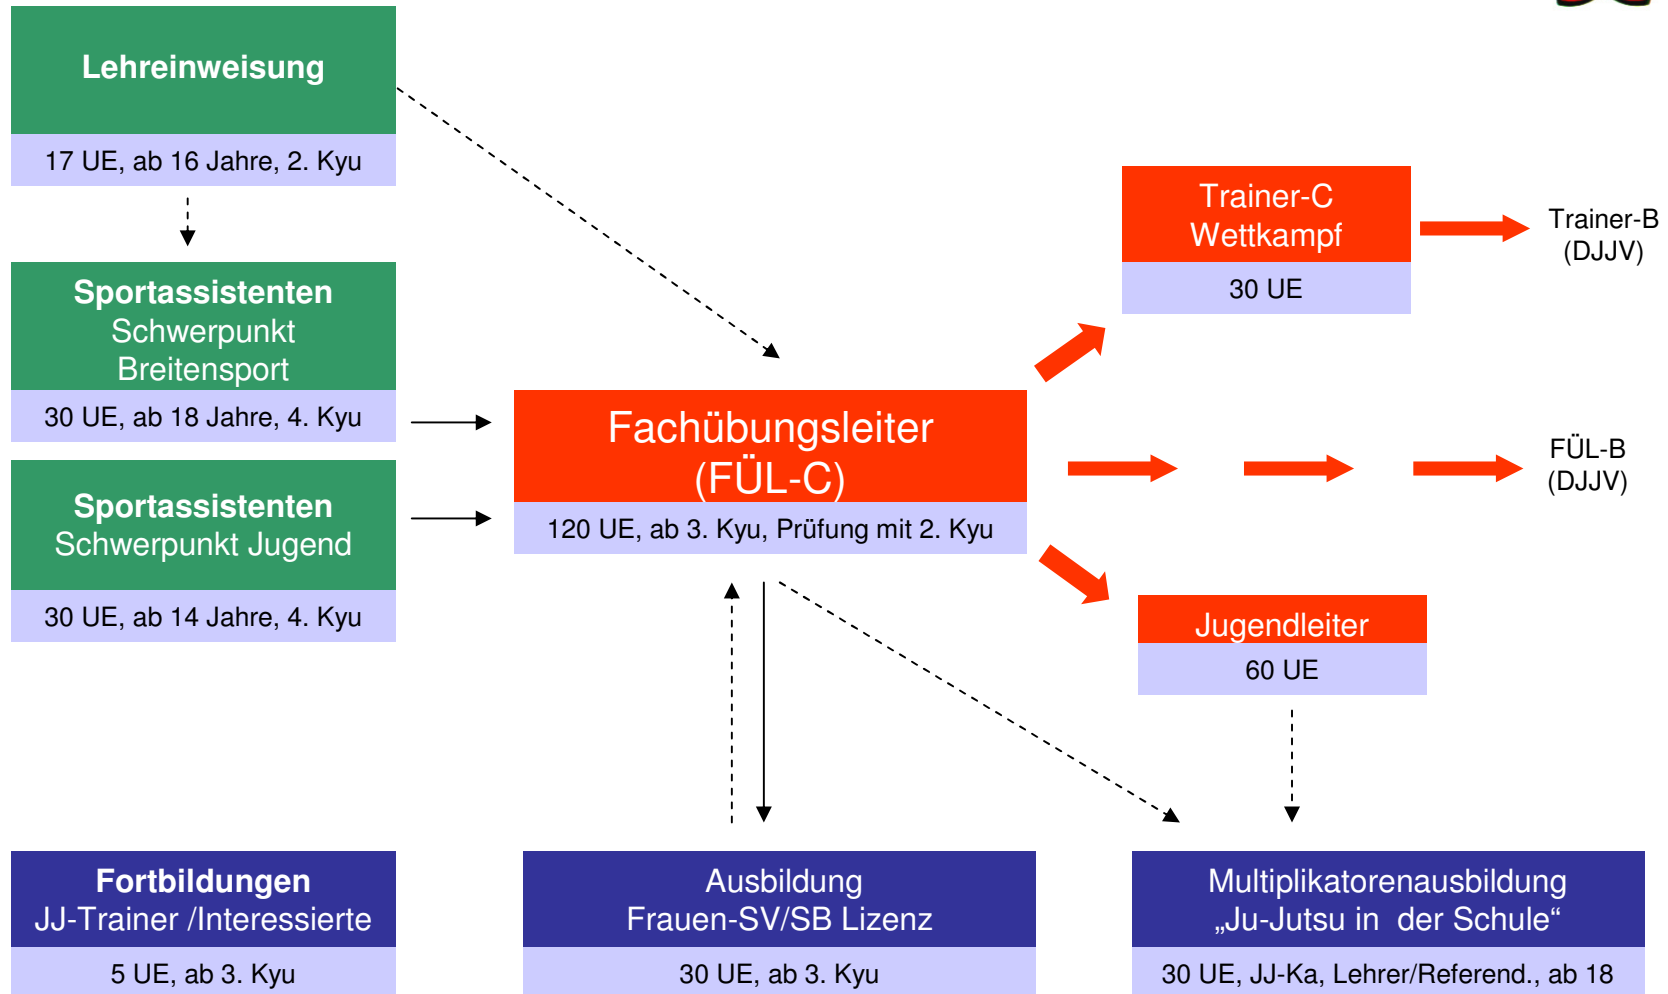 Lehreinweisung
17 UE, ab 16 Jahre, 2. Kyu
Sportassistenten
Schwerpunkt
Breitensport
30 UE, ab 18 Jahre, 4. Kyu
Sportassistenten
Schwerpunkt Jugend
30 UE, ab 14 Jahre, 4. Kyu
Fachübungsleiter
(FÜL-C)
120 UE, ab 3. Kyu, Prüfung mit 2. Kyu
Trainer-C
Wettkampf
30 UE
Trainer-B
(DJJV)
FÜL-B
(DJJV)
Jugendleiter
60 UE
Fortbildungen
JJ-Trainer /Interessierte
5 UE, ab 3. Kyu
Ausbildung
Frauen-SV/SB Lizenz
30 UE, ab 3. Kyu
Multiplikatorenausbildung
„Ju-Jutsu in der Schule“
30 UE, JJ-Ka, Lehrer/Referend., ab 18